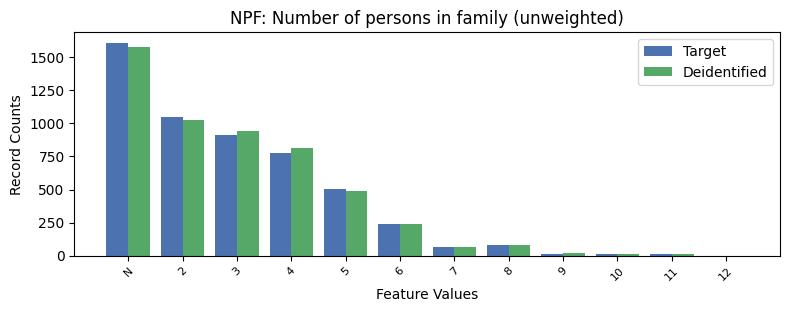 NPF: Number of persons in family (unweighted)
Target
Deidentified
Record Counts
1500
1250
1000
750
500
250
0
N 2 3 4 5 6 7 8 9 10 11 12
Feature Values